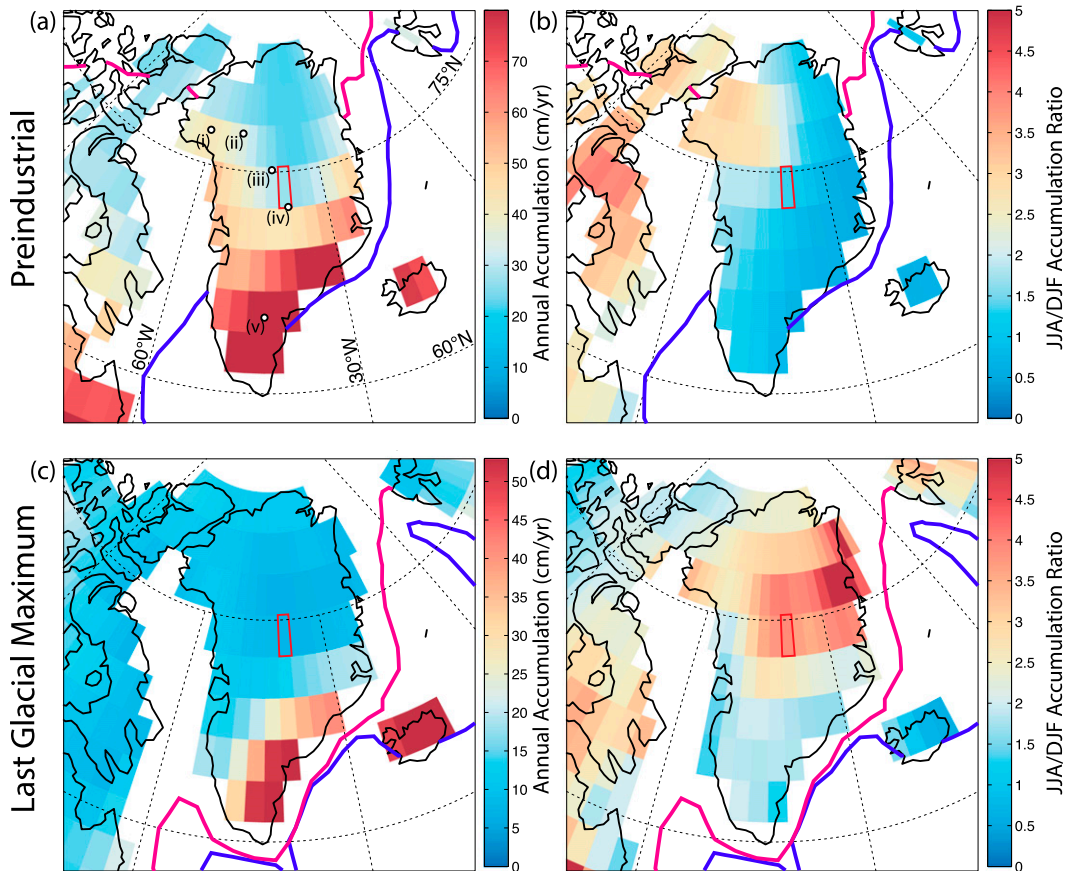 (a)
(b)
Preindustrial
(i)
(ii)
(iii)
(iv)
(v)
75°N
60°W
30°W
60°N
70
60
50
40
30
20
10
0
Annual Accumulation (cm/yr)
5
4.5
4
3.5
3
2.5
2
1.5
1
0.5
0
JJA/DJF Accumulation Ratio
(c)
(d)
Last Glacial Maximum
50
45
40
35
30
25
20
15
10
5
0
Annual Accumulation (cm/yr)
5
4.5
4
3.5
3
2.5
2
1.5
1
0.5
0
JJA/DJF Accumulation Ratio